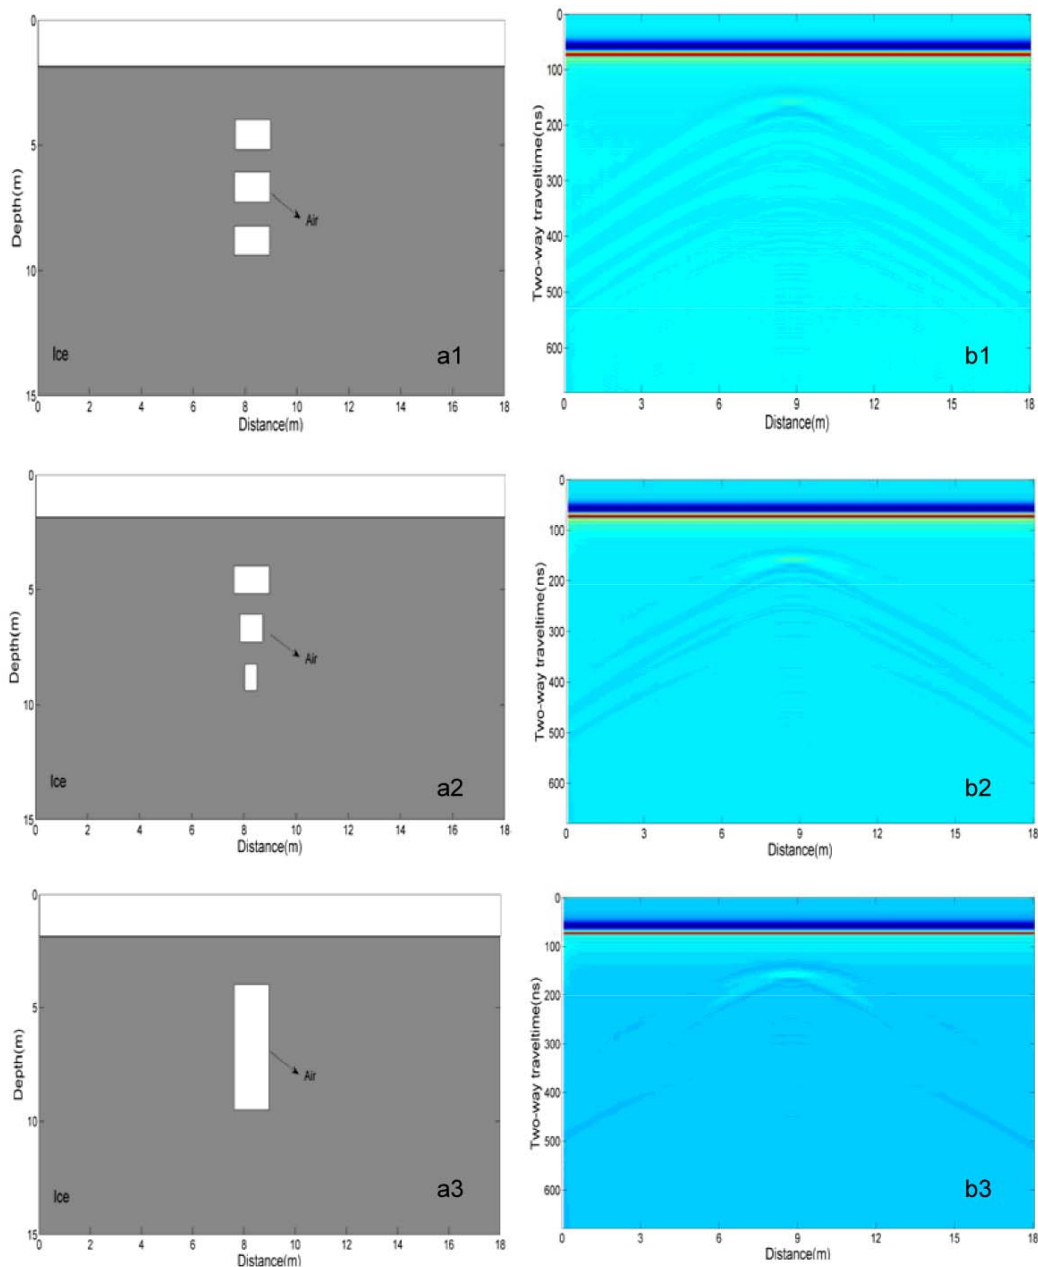 0
5
10
15
Depth(m)
Air
Ice
a1
0 2 4 6 8 10 12 14 16 18
Distance(m)
0
100
200
300
400
500
600
Two-way traveltime(ns)
b1
0 3 6 9 12 15 18
Distance(m)
0
5
10
15
Depth(m)
Air
Ice
a2
0 2 4 6 8 10 12 14 16 18
Distance(m)
0
100
200
300
400
500
600
Two-way traveltime(ns)
b2
0 3 6 9 12 15 18
Distance(m)
0
5
10
15
Depth(m)
Air
Ice
a3
0 2 4 6 8 10 12 14 16 18
Distance(m)
0
100
200
300
400
500
600
Two-way traveltime(ns)
b3
0 3 6 9 12 15 18
Distance(m)